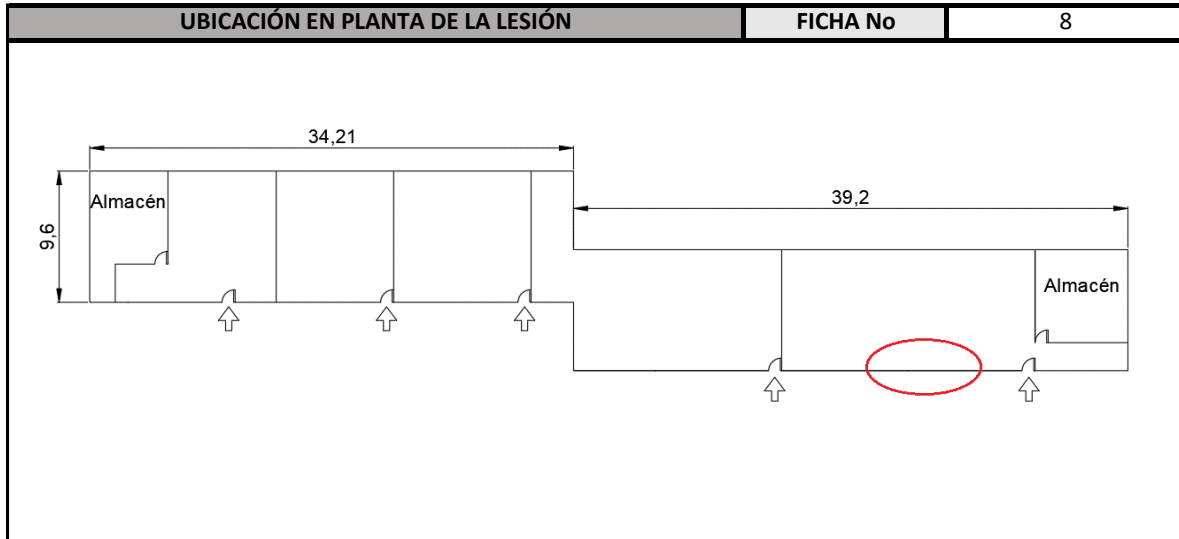 UBICACIÓN EN PLANTA DE LA LESIÓN FICHA No 8
34,21
Almacén
9,6
39,2
Almacén